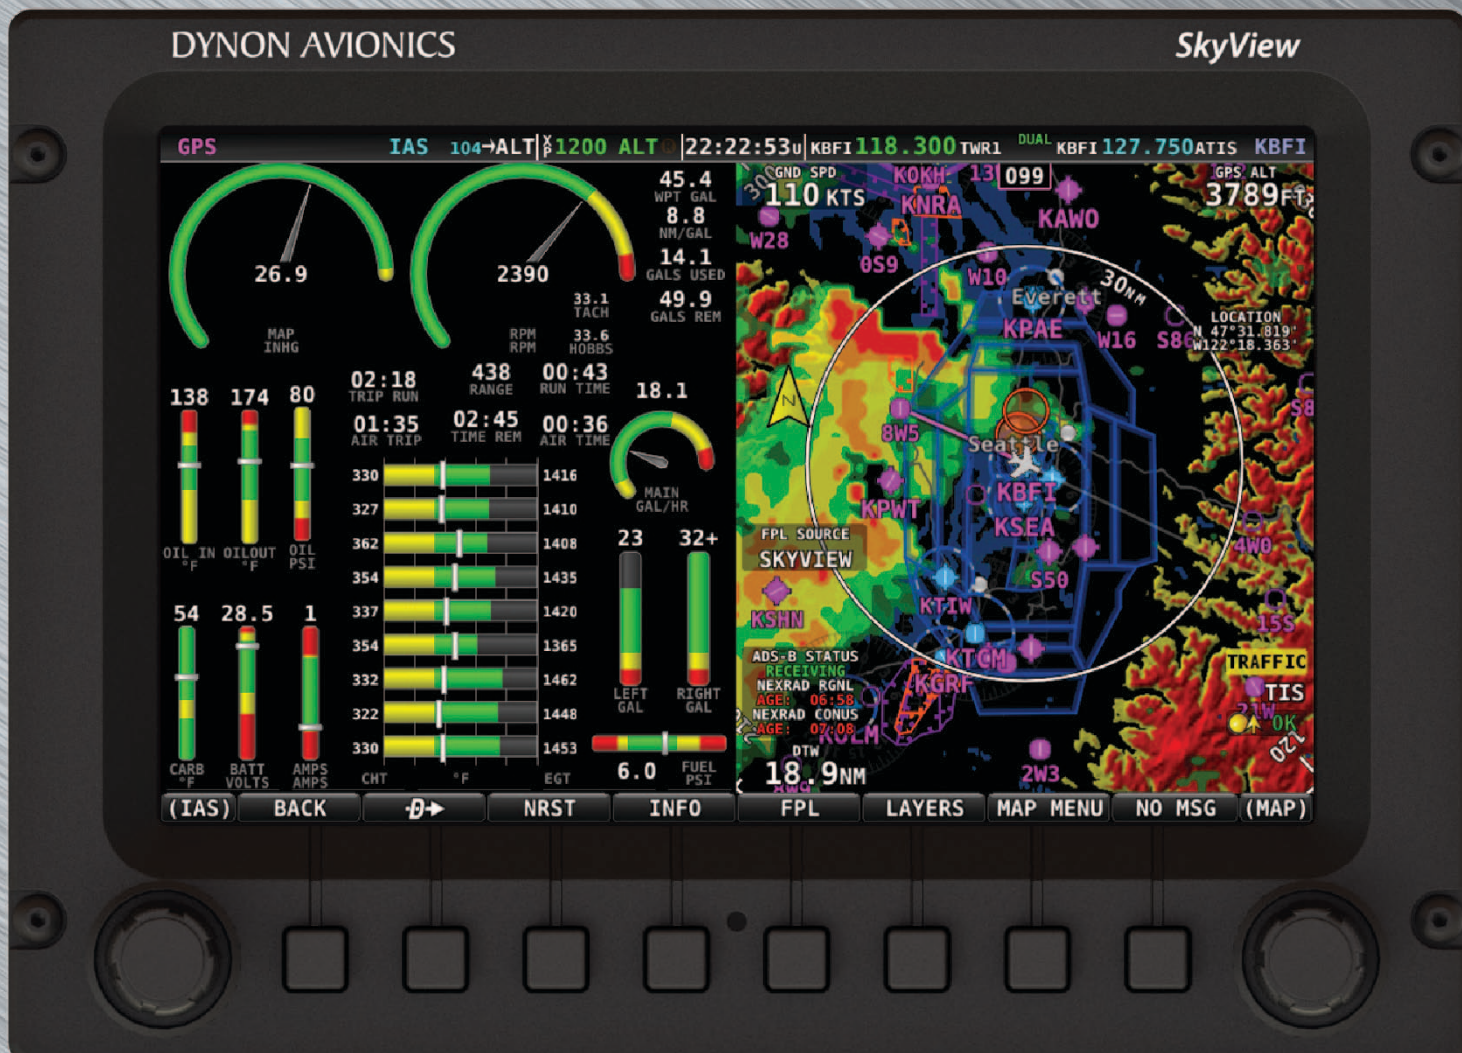 DYNON AVIONICS
SkyView
GPS IAS 104→ALT XP 1200 ALT R 22:22:53U KBFI 118.300 TWR1 DUAL KBFI 127.750 ATIS KBFI
26.9
MAP
INHG
2390
RPM
RPM
33.1
TACH
33.6
HOBBS
45.4
WPT GAL
8.8
NM/GAL
14.1
GALS USED
49.9
GALS REM
02:18
TRIP RUN
438
RANGE
00:43
RUN TIME
01:35
AIR TRIP
02:45
TIME REM
00:36
AIR TIME
18.1
MAIN
GAL/HR
138
OIL IN
°F
174
OILOUT
°F
80
OIL
PSI
54
CARB
°F
28.5
BATT
VOLTS
1
AMPS
AMPS
330 1416
327 1410
362 1408
354 1435
337 1420
354 1365
332 1462
322 1448
330 1453
CHT °F EGT
23
LEFT
GAL
32+
RIGHT
GAL
6.0
FUEL
PSI
GND SPD
110 KTS
300
KOKH
13
099
GPS ALT
3789FT
KNRA
KAWO
W28
0S9
W10
30NM
Everett
KPAE
W16
S86
LOCATION
N 47°31.819'
W122°18.363'
N
8W5
S8
Seattle
KPWT
KBFI
KSEA
FPL SOURCE
SKYVIEW
S50
4W0
KSHN
KTIW
15S
ADS-B STATUS
RECEIVING
NEXRAD RGNL
AGE: 06:58
NEXRAD CONUS
AGE: 07:08
KTCM
KGRF
KOLM
TRAFFIC
TIS
21W
OK
120
DTW
18.9NM
2W3
(IAS) BACK D→ NRST INFO FPL LAYERS MAP MENU NO MSG (MAP)